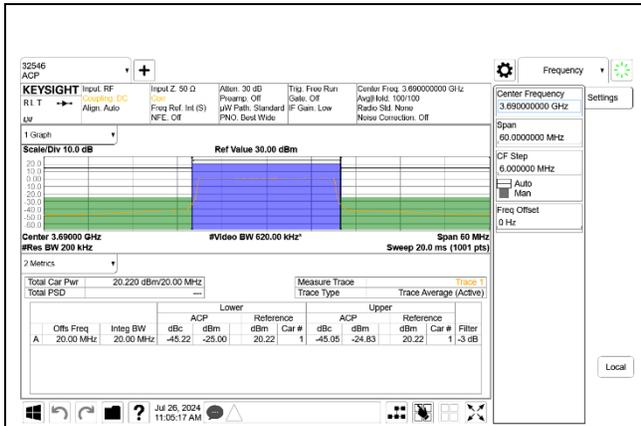 32546
ACP
Frequency
KEYSIGHT Input: RF
Coupling: DC
Align: Auto
RL T
Input Z: 50 Ω
Corr
Freq Ref: Int (S)
NFE: Off
Atten: 30 dB
Preamp: Off
µW Path: Standard
PNO: Best Wide
Trig: Free Run
Gate: Off
IF Gain: Low
Center Freq: 3.690000000 GHz
Avg|Hold: 100/100
Radio Std: None
Noise Correction: Off
1 Graph
Scale/Div 10.0 dB
Ref Value 30.00 dBm
20.0
10.0
0.00
-10.0
-20.0
-30.0
-40.0
-50.0
-60.0
Center 3.69000 GHz
#Video BW 620.00 kHz*
Span 60 MHz
#Res BW 200 kHz
Sweep 20.0 ms (1001 pts)
2 Metrics
Total Car Pwr 20.220 dBm/20.00 MHz
Measure Trace Trace 1
Total PSD ---
Trace Type Trace Average (Active)
Lower Upper
ACP Reference ACP Reference
Offs Freq Integ BW dBc dBm dBm Car # dBc dBm dBm Car # Filter
A 20.00 MHz 20.00 MHz -45.22 -25.00 20.22 1 -45.05 -24.83 20.22 1 -3 dB
Center Frequency
3.690000000 GHz
Settings
Span
60.0000000 MHz
CF Step
6.000000 MHz
Auto
Man
Freq Offset
0 Hz
Local
?
Jul 26, 2024
11:05:17 AM